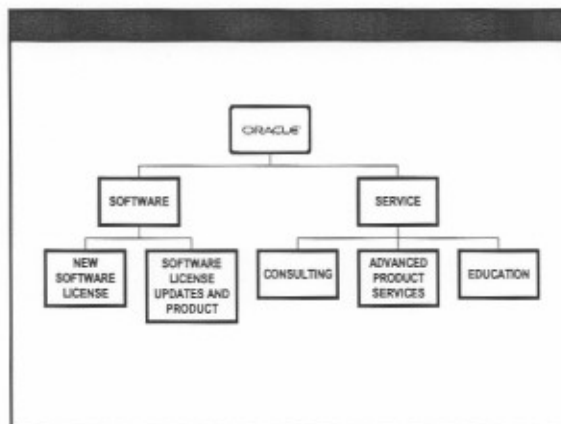 ORACLE
SOFTWARE
SERVICE
NEW
SOFTWARE
LICENSE
SOFTWARE
LICENSE
UPDATES AND
PRODUCT
CONSULTING
ADVANCED
PRODUCT
SERVICES
EDUCATION